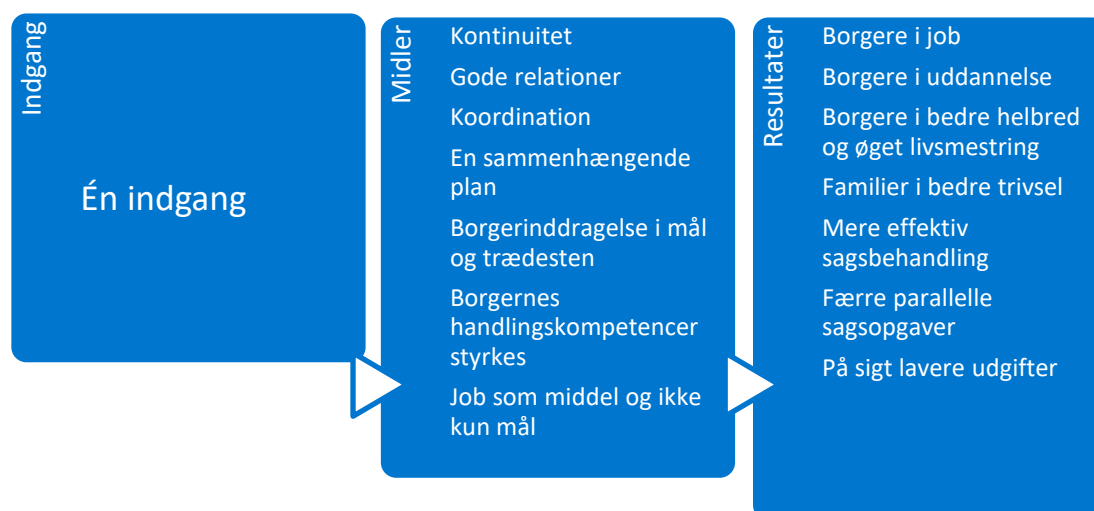 Indgang
Én indgang
Midler
Kontinuitet
Gode relationer
Koordination
En sammenhængende
plan
Borgerinddragelse i mål
og trædesten
Borgernes
handlingskompetencer
styrkes
Job som middel og ikke
kun mål
Resultater
Borgere i job
Borgere i uddannelse
Borgere i bedre helbred
og øget livsmestring
Familier i bedre trivsel
Mere effektiv
sagsbehandling
Færre parallelle
sagsopgaver
På sigt lavere udgifter